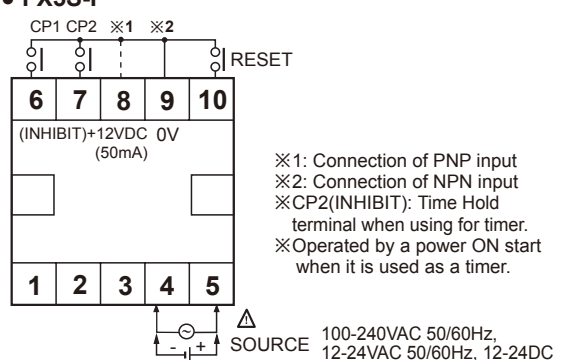 CP1 CP2 ※1 ※2
RESET
6 7 8 9 10
(INHIBIT)+12VDC 0V
(50mA)
※1: Connection of PNP input
※2: Connection of NPN input
※CP2(INHIBIT): Time Hold
terminal when using for timer.
※Operated by a power ON start
when it is used as a timer.
1 2 3 4 5
- +
SOURCE 100-240VAC 50/60Hz,
12-24VAC 50/60Hz, 12-24DC